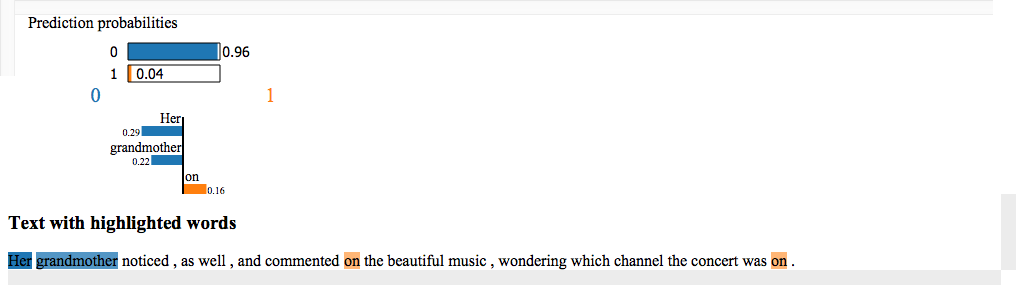 Prediction probabilities
0 0.96
1 0.04
0 1
Her
0.29
grandmother
0.22
on
0.16
Text with highlighted words
Her grandmother noticed , as well , and commented on the beautiful music , wondering which channel the concert was on .